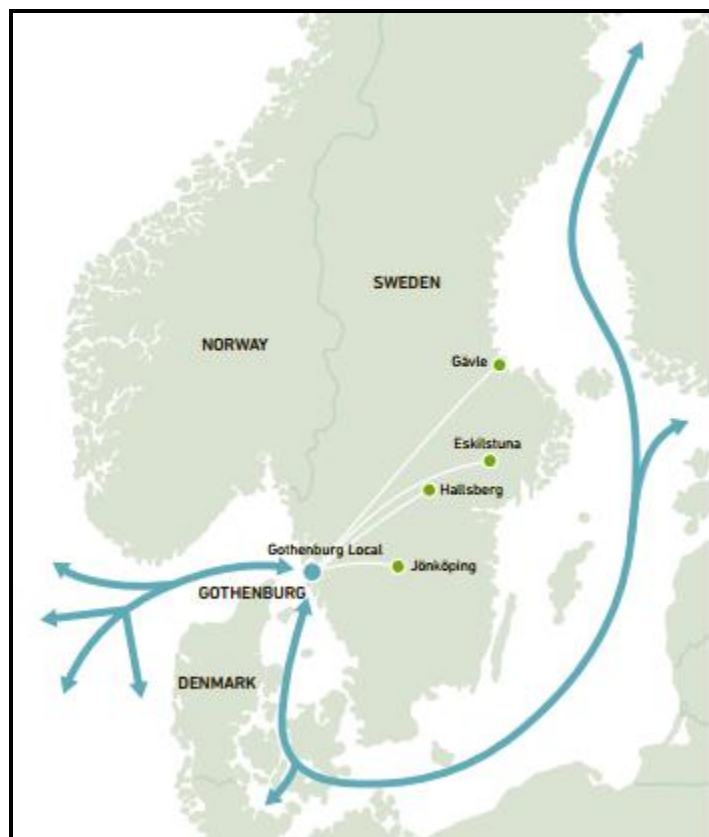 SWEDEN
NORWAY
Gävle
Eskilstuna
Hallsberg
Gothenburg Local
Jönköping
GOTHENBURG
DENMARK